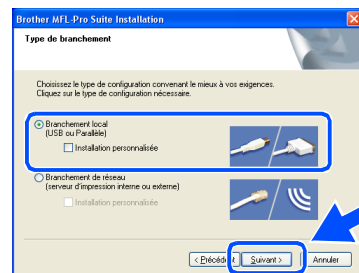 Brother MFL-Pro Suite Installation
Type de branchement
Choisissez le type de configuration convenant le mieux à vos exigences.
Cliquez sur le type de configuration nécessaire.
Branchement local
(USB ou Parallèle)
Installation personnalisée
Branchement de réseau
(serveur d'impression interne ou externe)
Installation personnalisée
< Précédent Suivant > Annuler